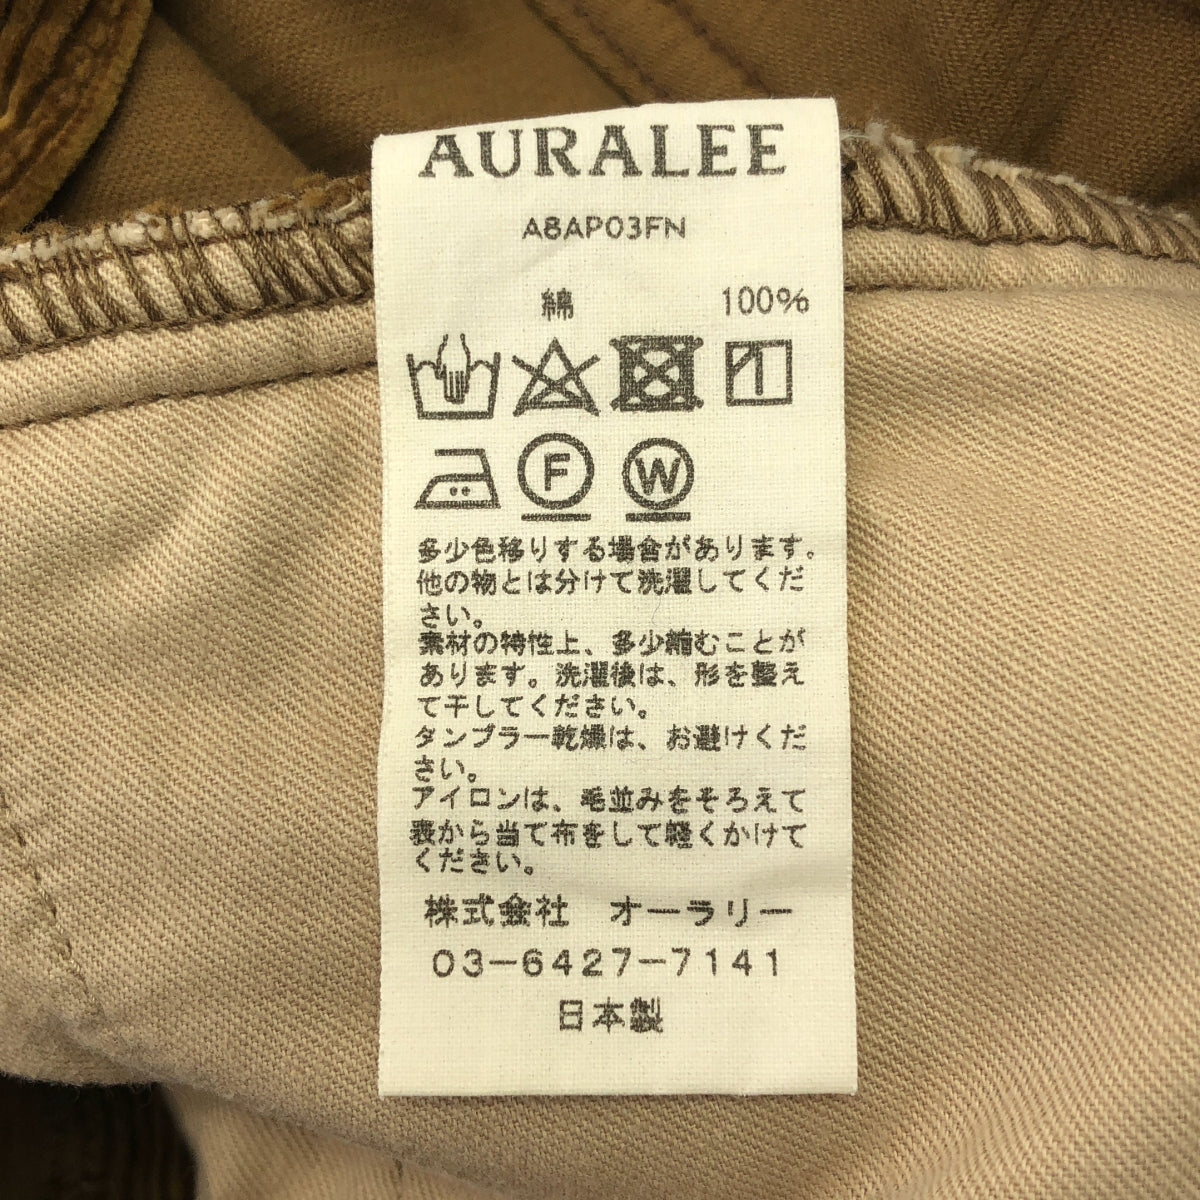 AURALEE
A8AP03FN
綿 100%
F W
多少色移りする場合があります。
他の物とは分けて洗濯してくだ
さい。
素材の特性上、多少縮むことが
あります。洗濯後は、形を整え
て干してください。
タンブラー乾燥は、お避けくだ
さい。
アイロンは、毛並みをそろえて
表から当て布をして軽くかけて
ください。
株式会社 オーラリー
03-6427-7141
日本製